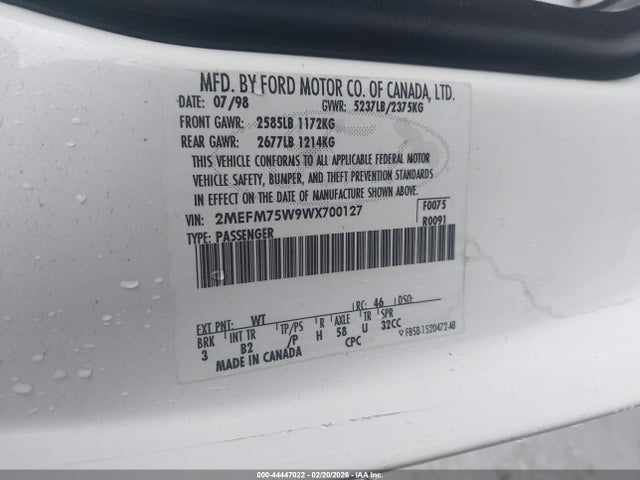 MFD. BY FORD MOTOR CO. OF CANADA, LTD.
DATE: 07/98 GVWR: 5237LB/2375KG
FRONT GAWR: 2585LB 1172KG
REAR GAWR: 2677LB 1214KG
THIS VEHICLE CONFORMS TO ALL APPLICABLE FEDERAL MOTOR
VEHICLE SAFETY, BUMPER, AND THEFT PREVENTION STANDARDS
IN EFFECT ON THE DATE OF MANUFACTURE SHOWN ABOVE.
VIN: 2MEFM75W9WX700127 F0075
TYPE: PASSENGER R0091
EXT PNT: WT RC: 46 DSO:
BRK INT TR TP/PS R AXLE TR SPR
3 B2 /P H 58 U 32CC
MADE IN CANADA CPC F85B-1520472-AB
000-44447022 - 02/20/2026 - IAAI.com